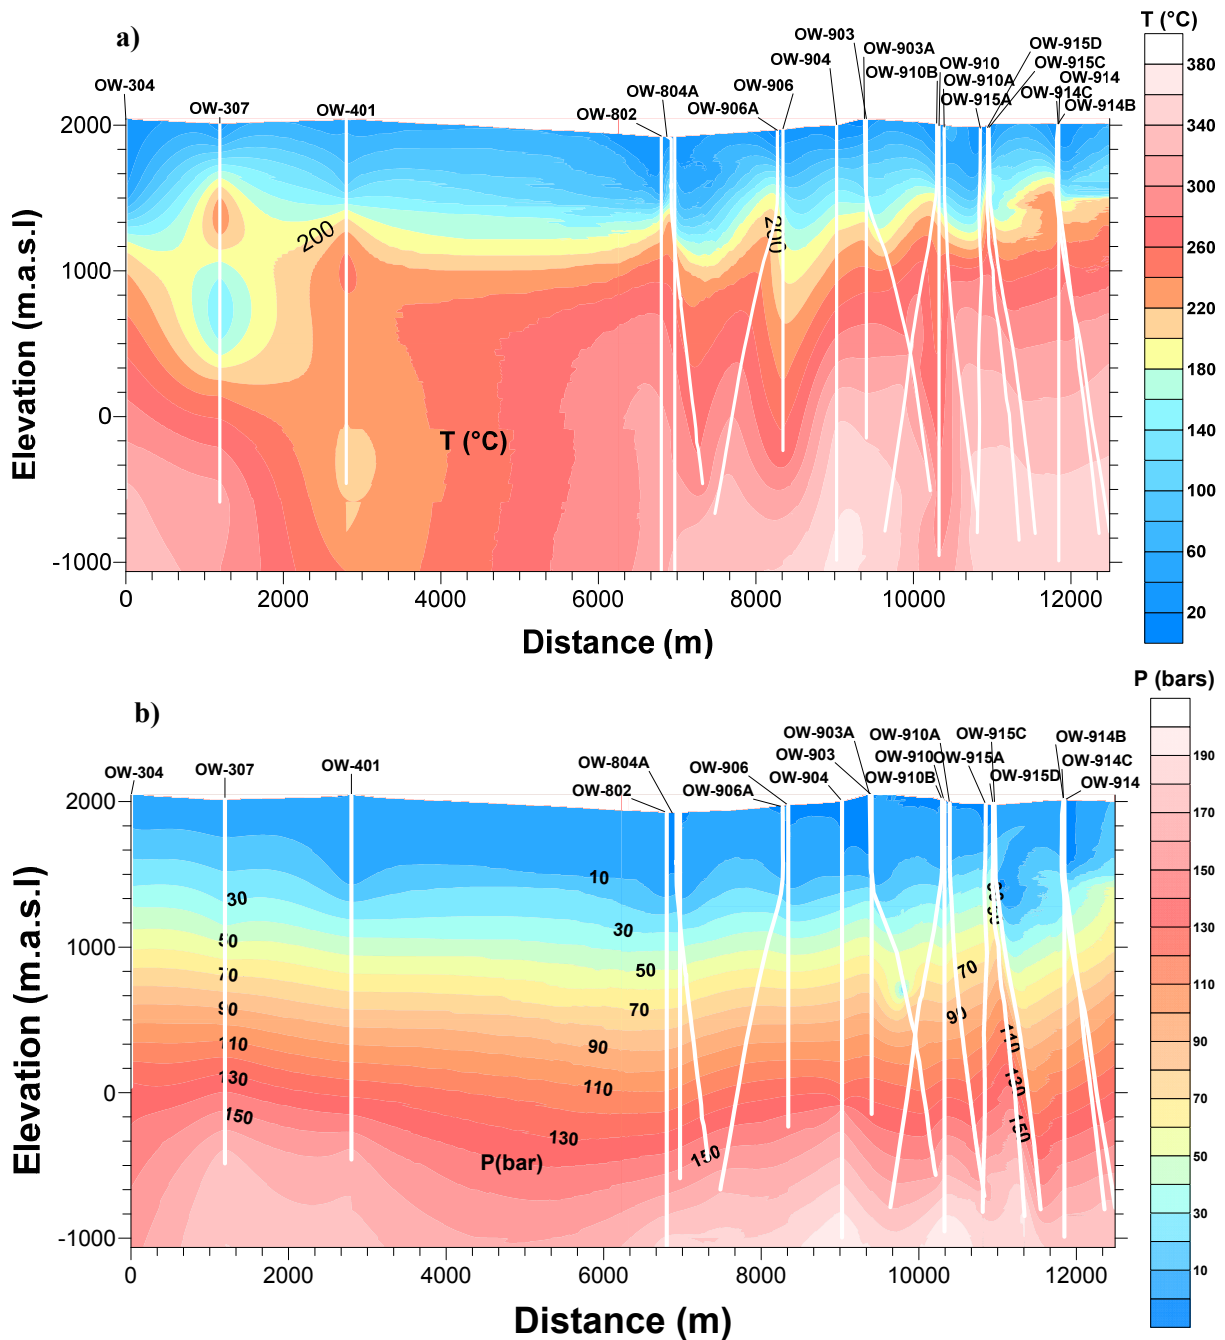 a)
T (°C)
OW-903
OW-915D
OW-903A
OW-915C
OW-904
OW-910
OW-910B
OW-910A
OW-914
OW-304
OW-906
OW-804A
OW-914C
OW-915A
OW-914B
OW-307
OW-401
OW-802
OW-906A
2000
1000
0
-1000
Elevation (m.a.s.l)
200
200
T (°C)
0
2000
4000
6000
8000
10000
12000
Distance (m)
380
340
300
260
220
180
140
100
60
20
b)
P (bars)
OW-903A
OW-910A
OW-915C
OW-914B
OW-903
OW-910
OW-915A
OW-914C
OW-804A
OW-304
OW-307
OW-401
OW-906
OW-904
OW-910B
OW-915D
OW-914
OW-802
OW-906A
2000
1000
0
-1000
Elevation (m.a.s.l)
10
30
30
50
50
70
70
70
90
90
90
110
110
110
130
130
130
150
150
150
P(bar)
0
2000
4000
6000
8000
10000
12000
Distance (m)
190
170
150
130
110
90
70
50
30
10